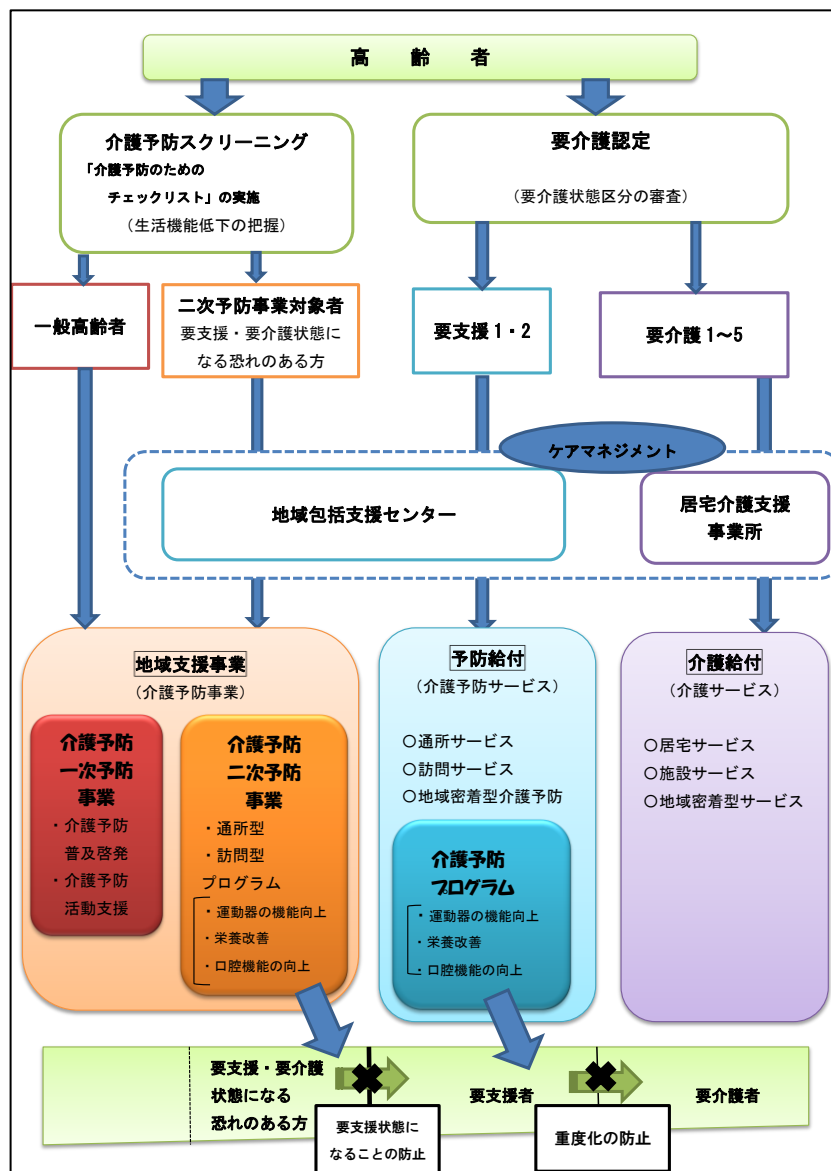 高　齢　者
介護予防スクリーニング
「介護予防のための
チェックリスト」の実施
（生活機能低下の把握）
要介護認定
（要介護状態区分の審査）
一般高齢者
二次予防事業対象者
要支援・要介護状態に
なる恐れのある方
要支援１・２
要介護１～５
ケアマネジメント
地域包括支援センター
居宅介護支援
事業所
地域支援事業
（介護予防事業）
介護予防
一次予防
事業
・介護予防
普及啓発
・介護予防
活動支援
介護予防
二次予防
事業
・通所型
・訪問型
プログラム
・運動器の機能向上
・栄養改善
・口腔機能の向上
予防給付
（介護予防サービス）
○通所サービス
○訪問サービス
○地域密着型介護予防
介護予防
プログラム
・運動器の機能向上
・栄養改善
・口腔機能の向上
介護給付
（介護サービス）
○居宅サービス
○施設サービス
○地域密着型サービス
要支援・要介護
状態になる
恐れのある方
要支援状態に
なることの防止
要支援者
重度化の防止
要介護者